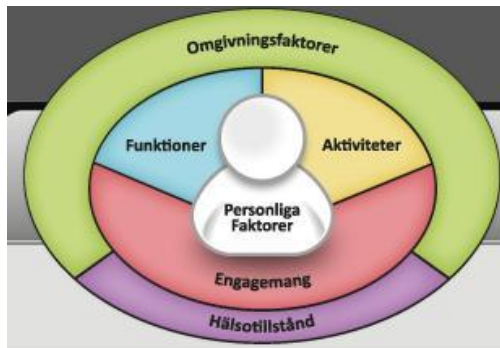 Omgivningsfaktorer
Funktioner
Aktiviteter
Personliga
Faktorer
Engagemang
Hälsotillstånd